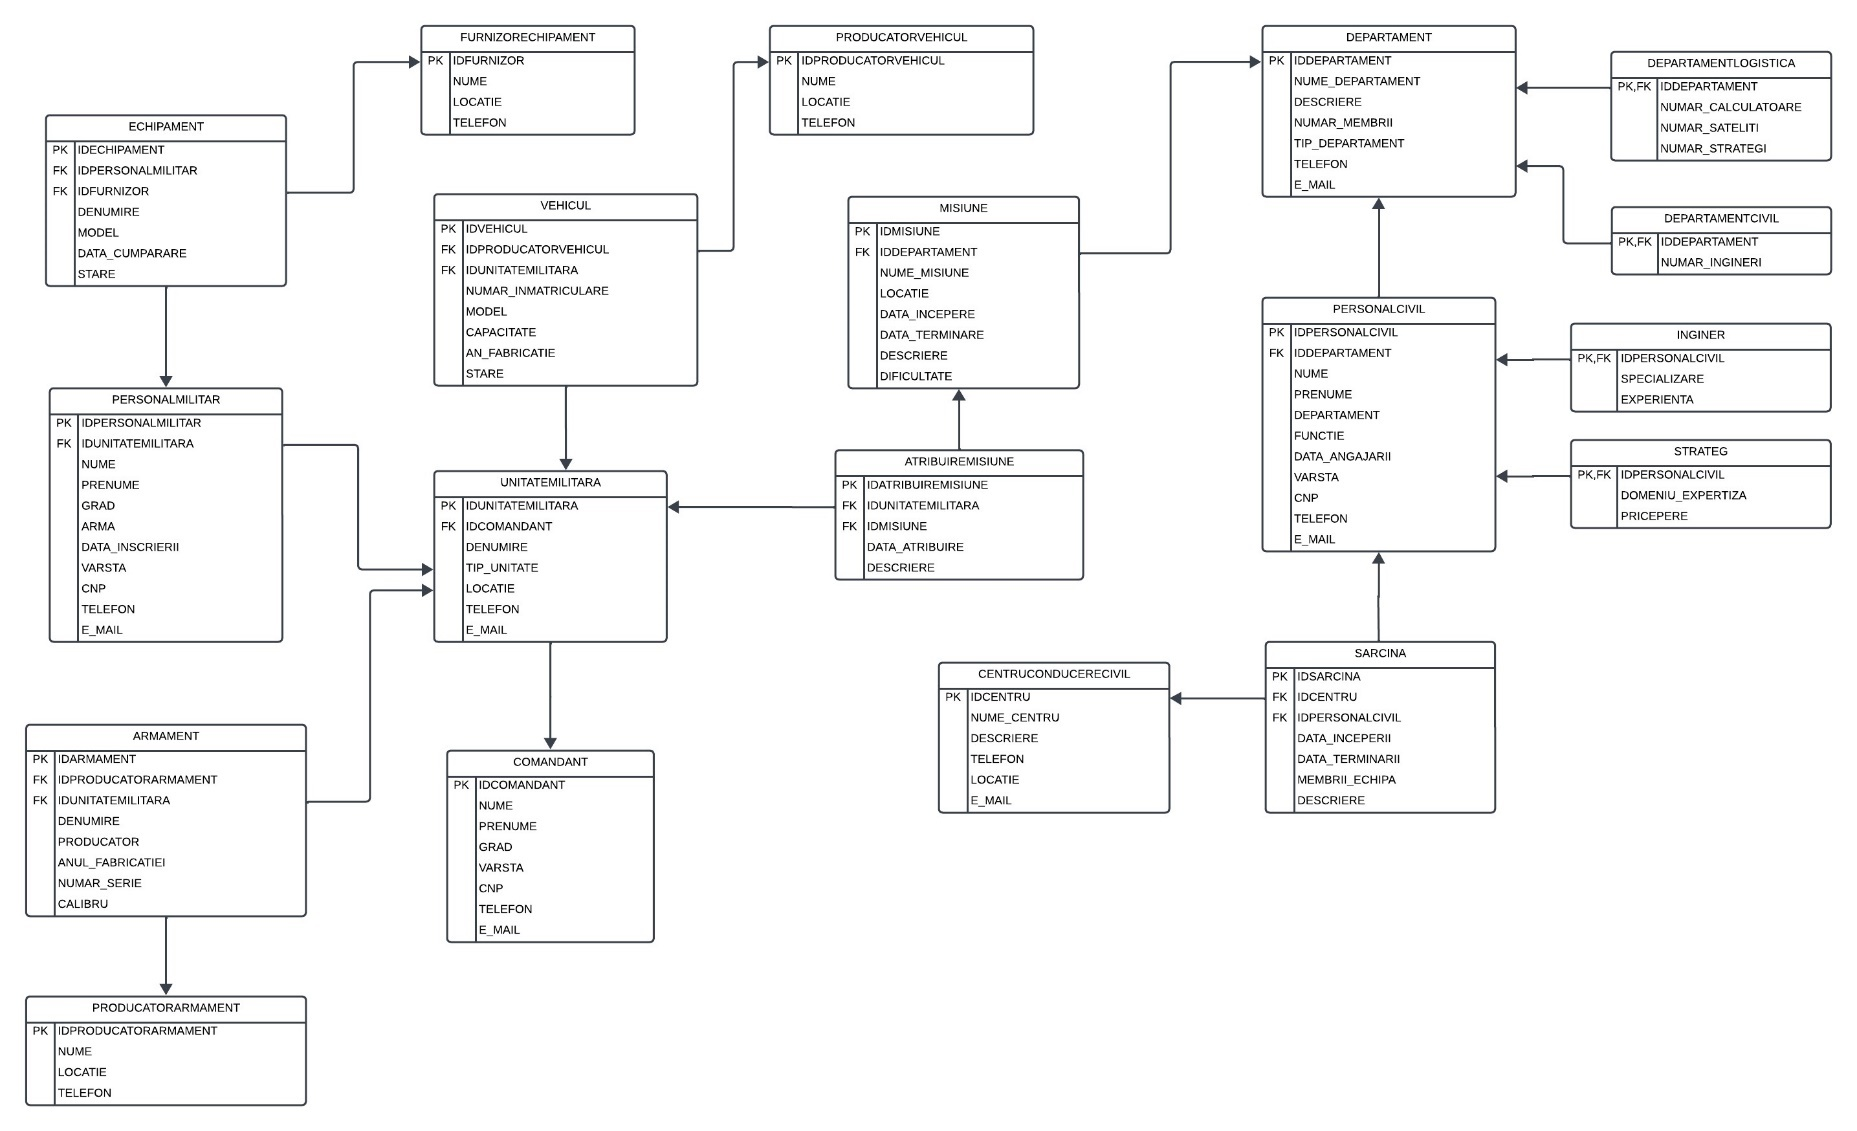 FURNIZORECHIPAMENT
PK IDFURNIZOR
NUME
LOCATIE
TELEFON
PRODUCATORVEHICUL
PK IDPRODUCATORVEHICUL
NUME
LOCATIE
TELEFON
DEPARTAMENT
PK IDDEPARTAMENT
NUME_DEPARTAMENT
DESCRIERE
NUMAR_MEMBRII
TIP_DEPARTAMENT
TELEFON
E_MAIL
DEPARTAMENTLOGISTICA
PK,FK IDDEPARTAMENT
NUMAR_CALCULATOARE
NUMAR_SATELITI
NUMAR_STRATEGI
ECHIPAMENT
PK IDECHIPAMENT
FK IDPERSONALMILITAR
FK IDFURNIZOR
DENUMIRE
MODEL
DATA_CUMPARARE
STARE
VEHICUL
PK IDVEHICUL
FK IDPRODUCATORVEHICUL
FK IDUNITATEMILITARA
NUMAR_INMATRICULARE
MODEL
CAPACITATE
AN_FABRICATIE
STARE
MISIUNE
PK IDMISIUNE
FK IDDEPARTAMENT
NUME_MISIUNE
LOCATIE
DATA_INCEPERE
DATA_TERMINARE
DESCRIERE
DIFICULTATE
DEPARTAMENTCIVIL
PK,FK IDDEPARTAMENT
NUMAR_INGINERI
PERSONALCIVIL
PK IDPERSONALCIVIL
FK IDDEPARTAMENT
NUME
PRENUME
DEPARTAMENT
FUNCTIE
DATA_ANGAJARII
VARSTA
CNP
TELEFON
E_MAIL
INGINER
PK,FK IDPERSONALCIVIL
SPECIALIZARE
EXPERIENTA
STRATEG
PK,FK IDPERSONALCIVIL
DOMENIU_EXPERTIZA
PRICEPERE
PERSONALMILITAR
PK IDPERSONALMILITAR
FK IDUNITATEMILITARA
NUME
PRENUME
GRAD
ARMA
DATA_INSCRIERII
VARSTA
CNP
TELEFON
E_MAIL
UNITATEMILITARA
PK IDUNITATEMILITARA
FK IDCOMANDANT
DENUMIRE
TIP_UNITATE
LOCATIE
TELEFON
E_MAIL
ATRIBUIREMISIUNE
PK IDATRIBUIREMISIUNE
FK IDUNITATEMILITARA
FK IDMISIUNE
DATA_ATRIBUIRE
DESCRIERE
CENTRUCONDUCERECIVIL
PK IDCENTRU
NUME_CENTRU
DESCRIERE
TELEFON
LOCATIE
E_MAIL
SARCINA
PK IDSARCINA
FK IDCENTRU
FK IDPERSONALCIVIL
DATA_INCEPERII
DATA_TERMINARII
MEMBRII_ECHIPA
DESCRIERE
ARMAMENT
PK IDARMAMENT
FK IDPRODUCATORARMAMENT
FK IDUNITATEMILITARA
DENUMIRE
PRODUCATOR
ANUL_FABRICATIEI
NUMAR_SERIE
CALIBRU
COMANDANT
PK IDCOMANDANT
NUME
PRENUME
GRAD
VARSTA
CNP
TELEFON
E_MAIL
PRODUCATORARMAMENT
PK IDPRODUCATORARMAMENT
NUME
LOCATIE
TELEFON